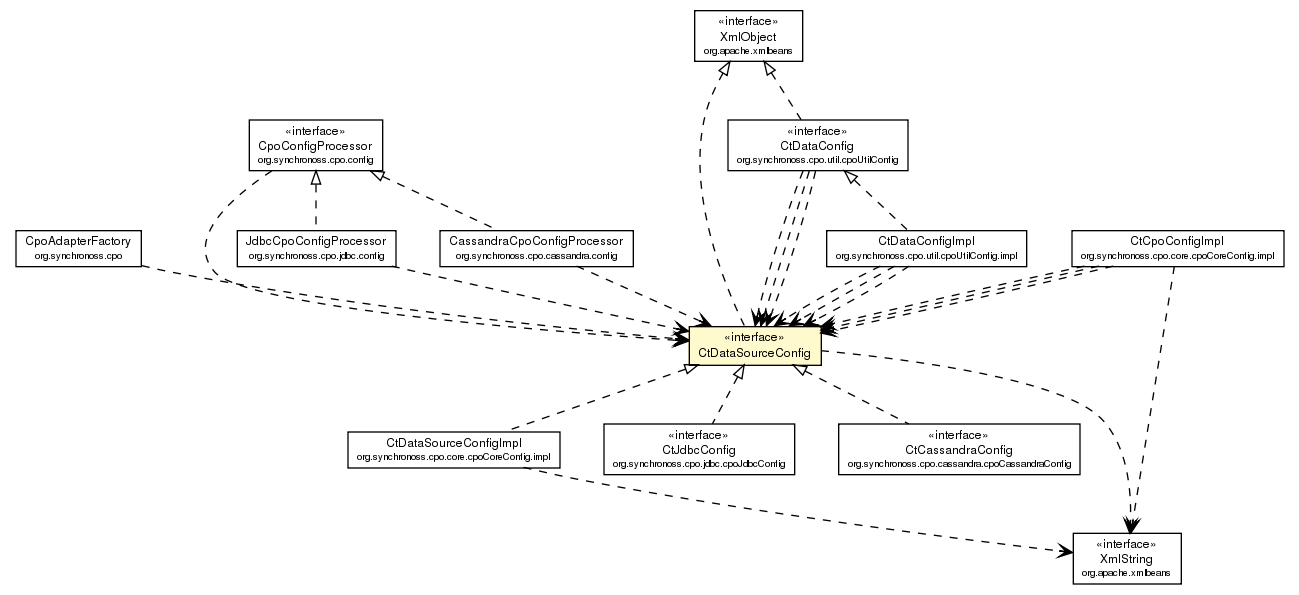 «interface»
XmlObject
org.apache.xmlbeans
«interface»
CpoConfigProcessor
org.synchronoss.cpo.config
«interface»
CtDataConfig
org.synchronoss.cpo.util.cpoUtilConfig
CpoAdapterFactory
org.synchronoss.cpo
JdbcCpoConfigProcessor
org.synchronoss.cpo.jdbc.config
CassandraCpoConfigProcessor
org.synchronoss.cpo.cassandra.config
CtDataConfigImpl
org.synchronoss.cpo.util.cpoUtilConfig.impl
CtCpoConfigImpl
org.synchronoss.cpo.core.cpoCoreConfig.impl
«interface»
CtDataSourceConfig
CtDataSourceConfigImpl
org.synchronoss.cpo.core.cpoCoreConfig.impl
«interface»
CtJdbcConfig
org.synchronoss.cpo.jdbc.cpoJdbcConfig
«interface»
CtCassandraConfig
org.synchronoss.cpo.cassandra.cpoCassandraConfig
«interface»
XmlString
org.apache.xmlbeans